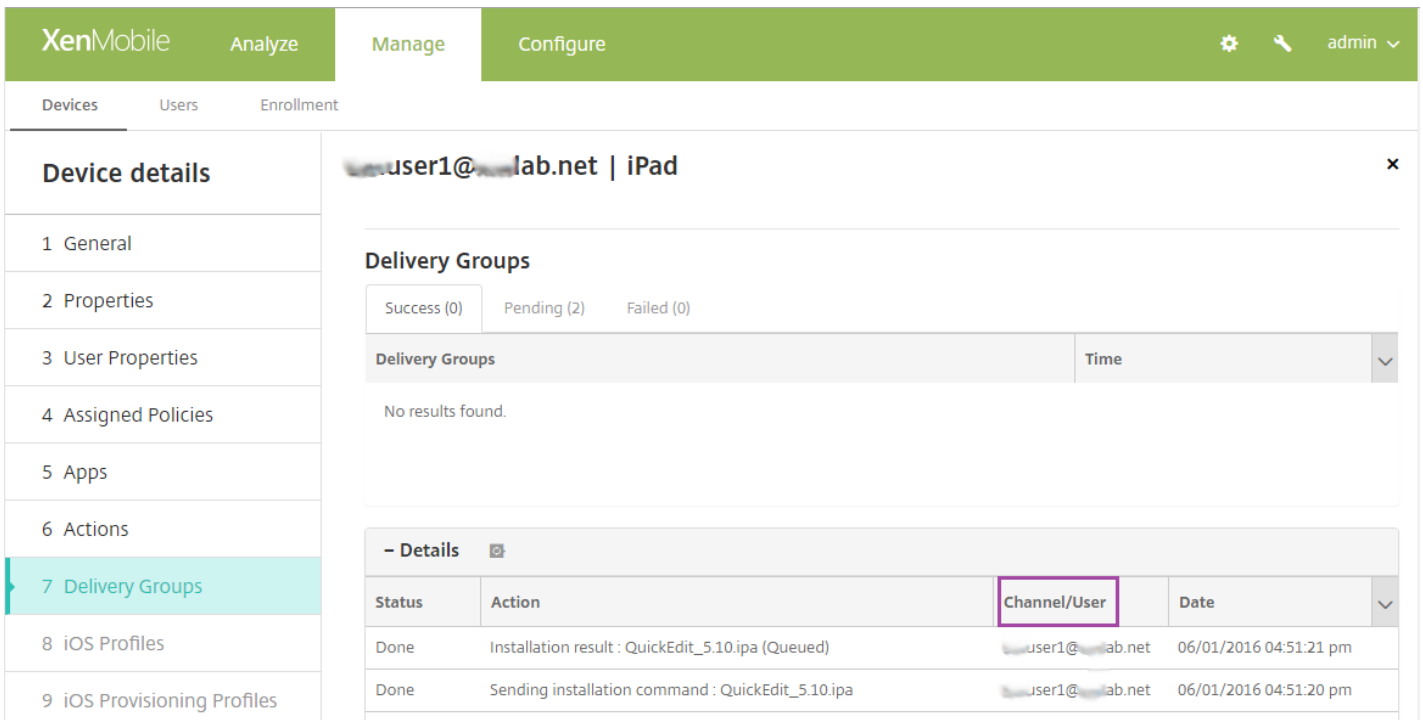 XenMobile Analyze Manage Configure admin
Devices Users Enrollment
Device details
user1@ lab.net | iPad
1 General
2 Properties
3 User Properties
4 Assigned Policies
5 Apps
6 Actions
7 Delivery Groups
8 iOS Profiles
9 iOS Provisioning Profiles
Delivery Groups
Success (0) Pending (2) Failed (0)
Delivery Groups Time
No results found.
– Details
Status Action Channel/User Date
Done Installation result : QuickEdit_5.10.ipa (Queued) user1@ ab.net 06/01/2016 04:51:21 pm
Done Sending installation command : QuickEdit_5.10.ipa user1@ ab.net 06/01/2016 04:51:20 pm